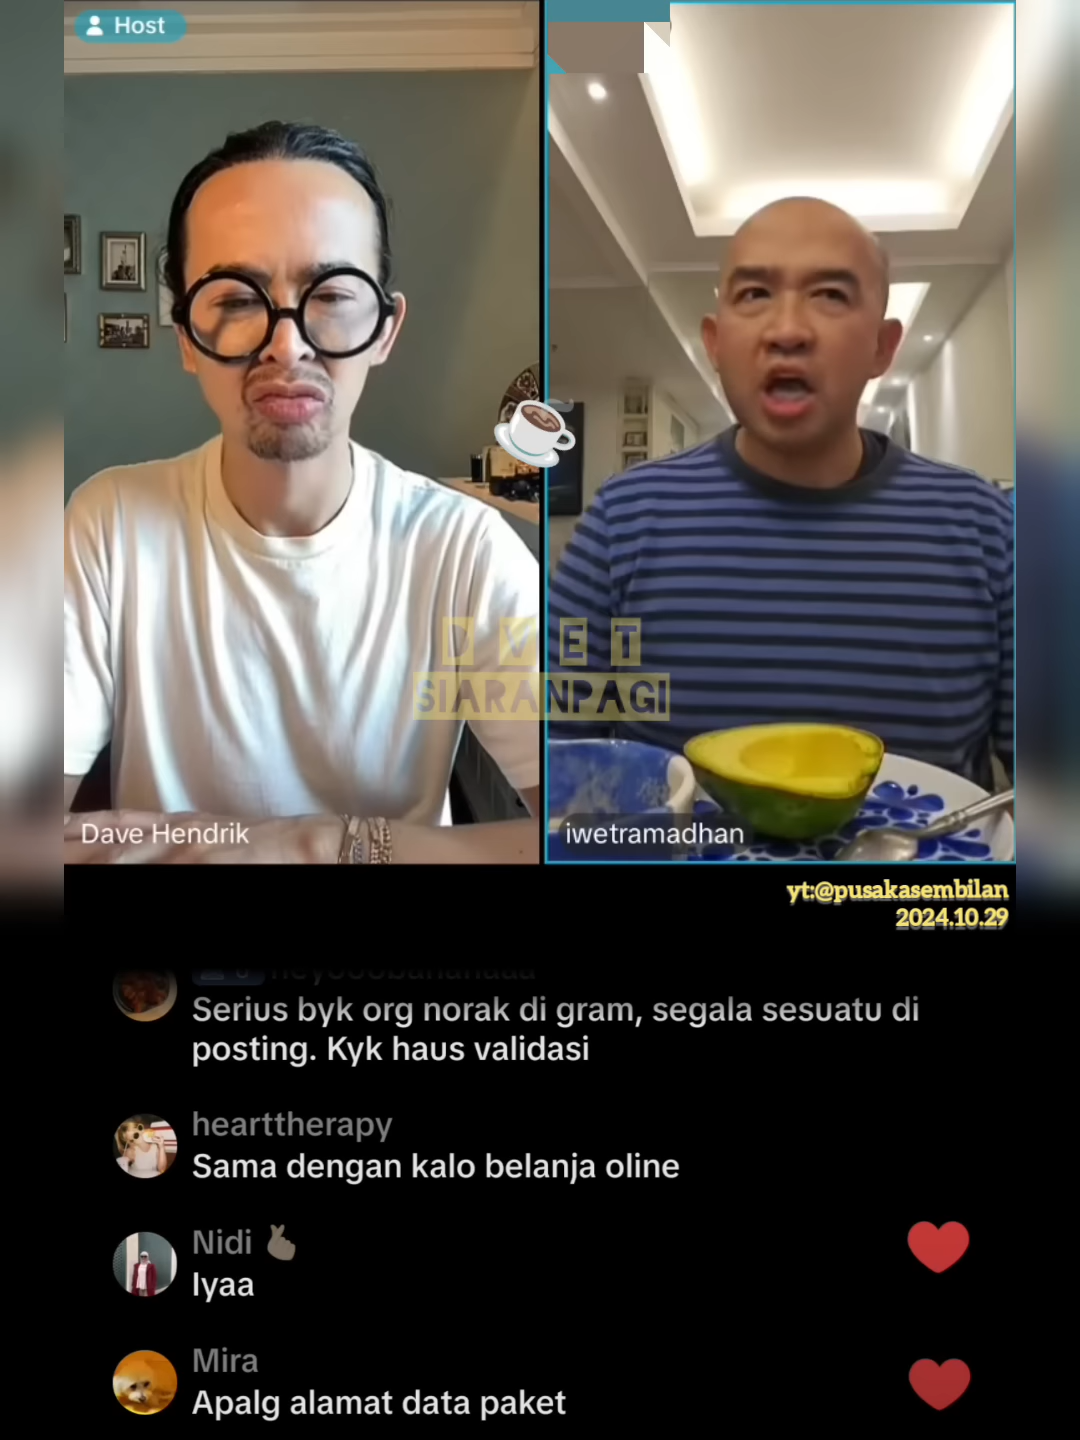 Host
D V E T
SIARANPAGI
Dave Hendrik
iwetramadhan
yt:@pusakasembilan
2024.10.29
Serius byk org norak di gram, segala sesuatu di
posting. Kyk haus validasi
hearttherapy
Sama dengan kalo belanja oline
Nidi
Iyaa
Mira
Apalg alamat data paket